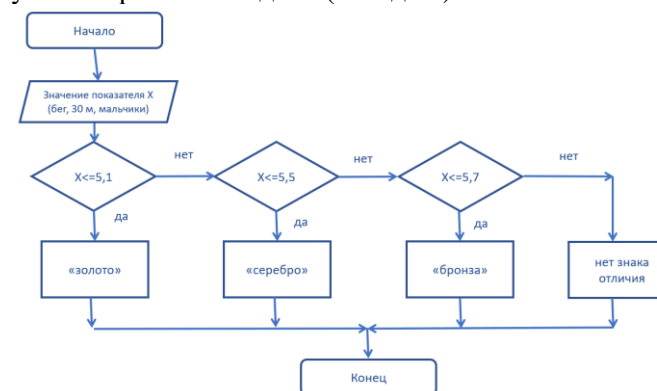 Начало
Значение показателя X
(бег, 30 м, мальчики)
X<=5,1
нет
X<=5,5
нет
X<=5,7
нет
да
да
да
«золото»
«серебро»
«бронза»
нет знака
отличия
Конец